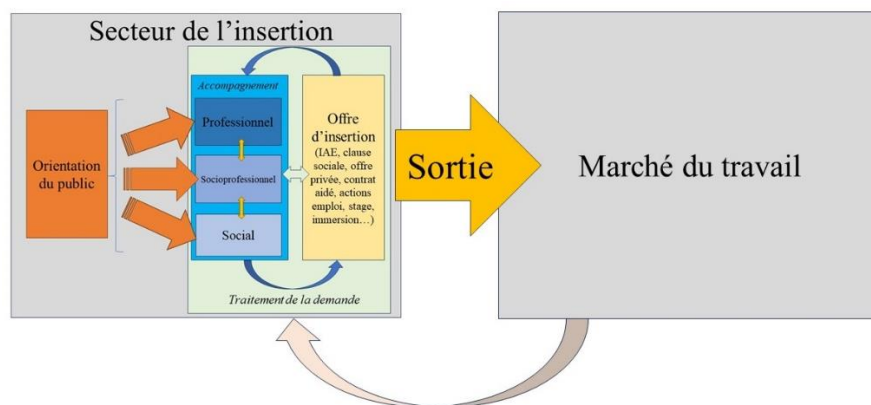 Secteur de l’insertion
Orientation
du public
Accompagnement
Professionnel
Socioprofessionnel
Social
Offre
d’insertion
(IAE, clause
sociale, offre
privée, contrat
aidé, actions
emploi, stage,
immersion…)
Traitement de la demande
Sortie
Marché du travail